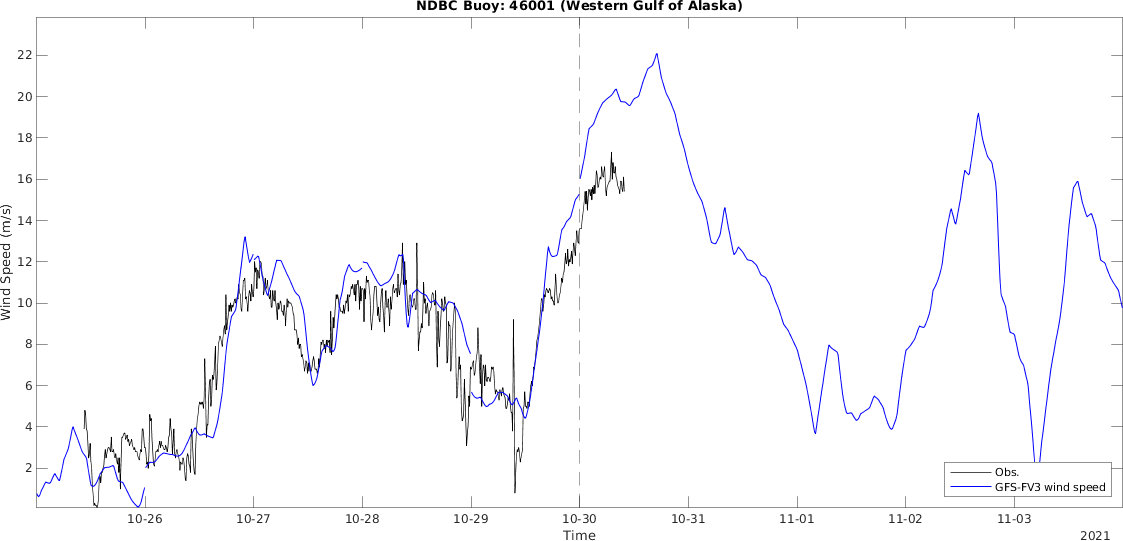 NDBC Buoy: 46001 (Western Gulf of Alaska)
Wind Speed (m/s)
22
20
18
16
14
12
10
8
6
4
2
Obs.
GFS-FV3 wind speed
10-26 10-27 10-28 10-29 10-30 10-31 11-01 11-02 11-03
Time
2021